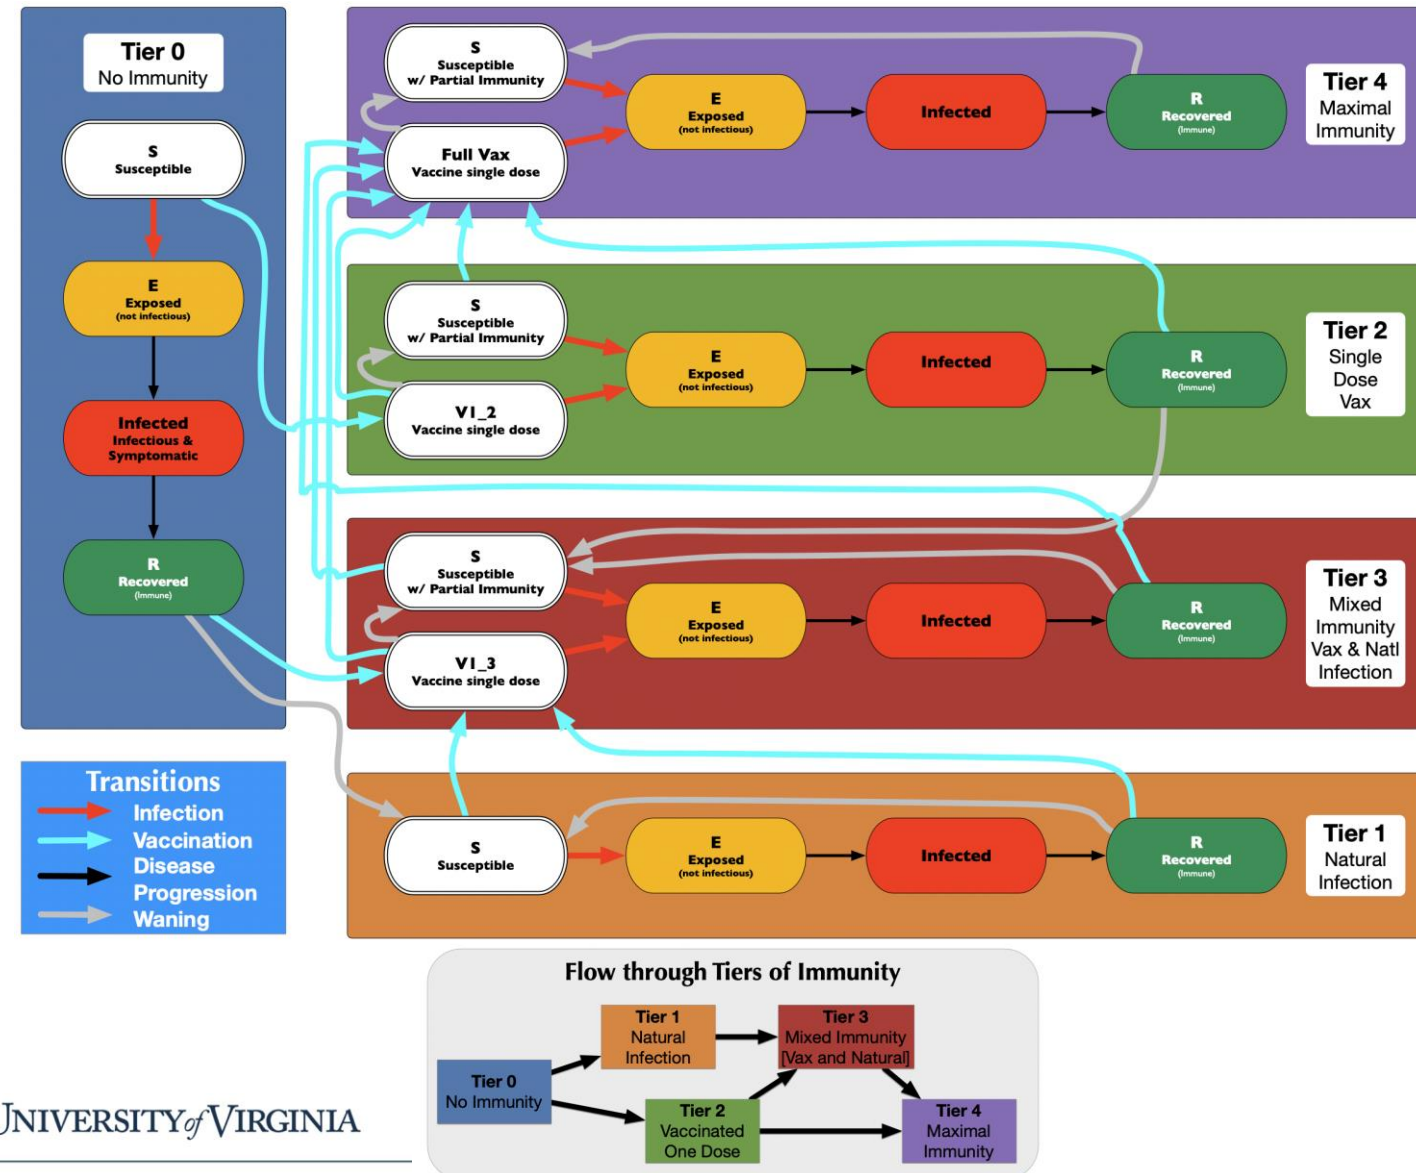 Tier 0
No Immunity
S
Susceptible
E
Exposed
(not infectious)
Infected
Infectious &
Symptomatic
R
Recovered
(Immune)
S
Susceptible
w/ Partial Immunity
Full Vax
Vaccine single dose
E
Exposed
(not infectious)
Infected
R
Recovered
(Immune)
Tier 4
Maximal
Immunity
S
Susceptible
w/ Partial Immunity
V1_2
Vaccine single dose
E
Exposed
(not infectious)
Infected
R
Recovered
(Immune)
Tier 2
Single
Dose
Vax
S
Susceptible
w/ Partial Immunity
V1_3
Vaccine single dose
E
Exposed
(not infectious)
Infected
R
Recovered
(Immune)
Tier 3
Mixed
Immunity
Vax & Natl
Infection
S
Susceptible
E
Exposed
(not infectious)
Infected
R
Recovered
(Immune)
Tier 1
Natural
Infection
Transitions
Infection
Vaccination
Disease
Progression
Waning
Flow through Tiers of Immunity
Tier 0
No Immunity
Tier 1
Natural
Infection
Tier 2
Vaccinated
One Dose
Tier 3
Mixed Immunity
[Vax and Natural]
Tier 4
Maximal
Immunity
UNIVERSITY of VIRGINIA